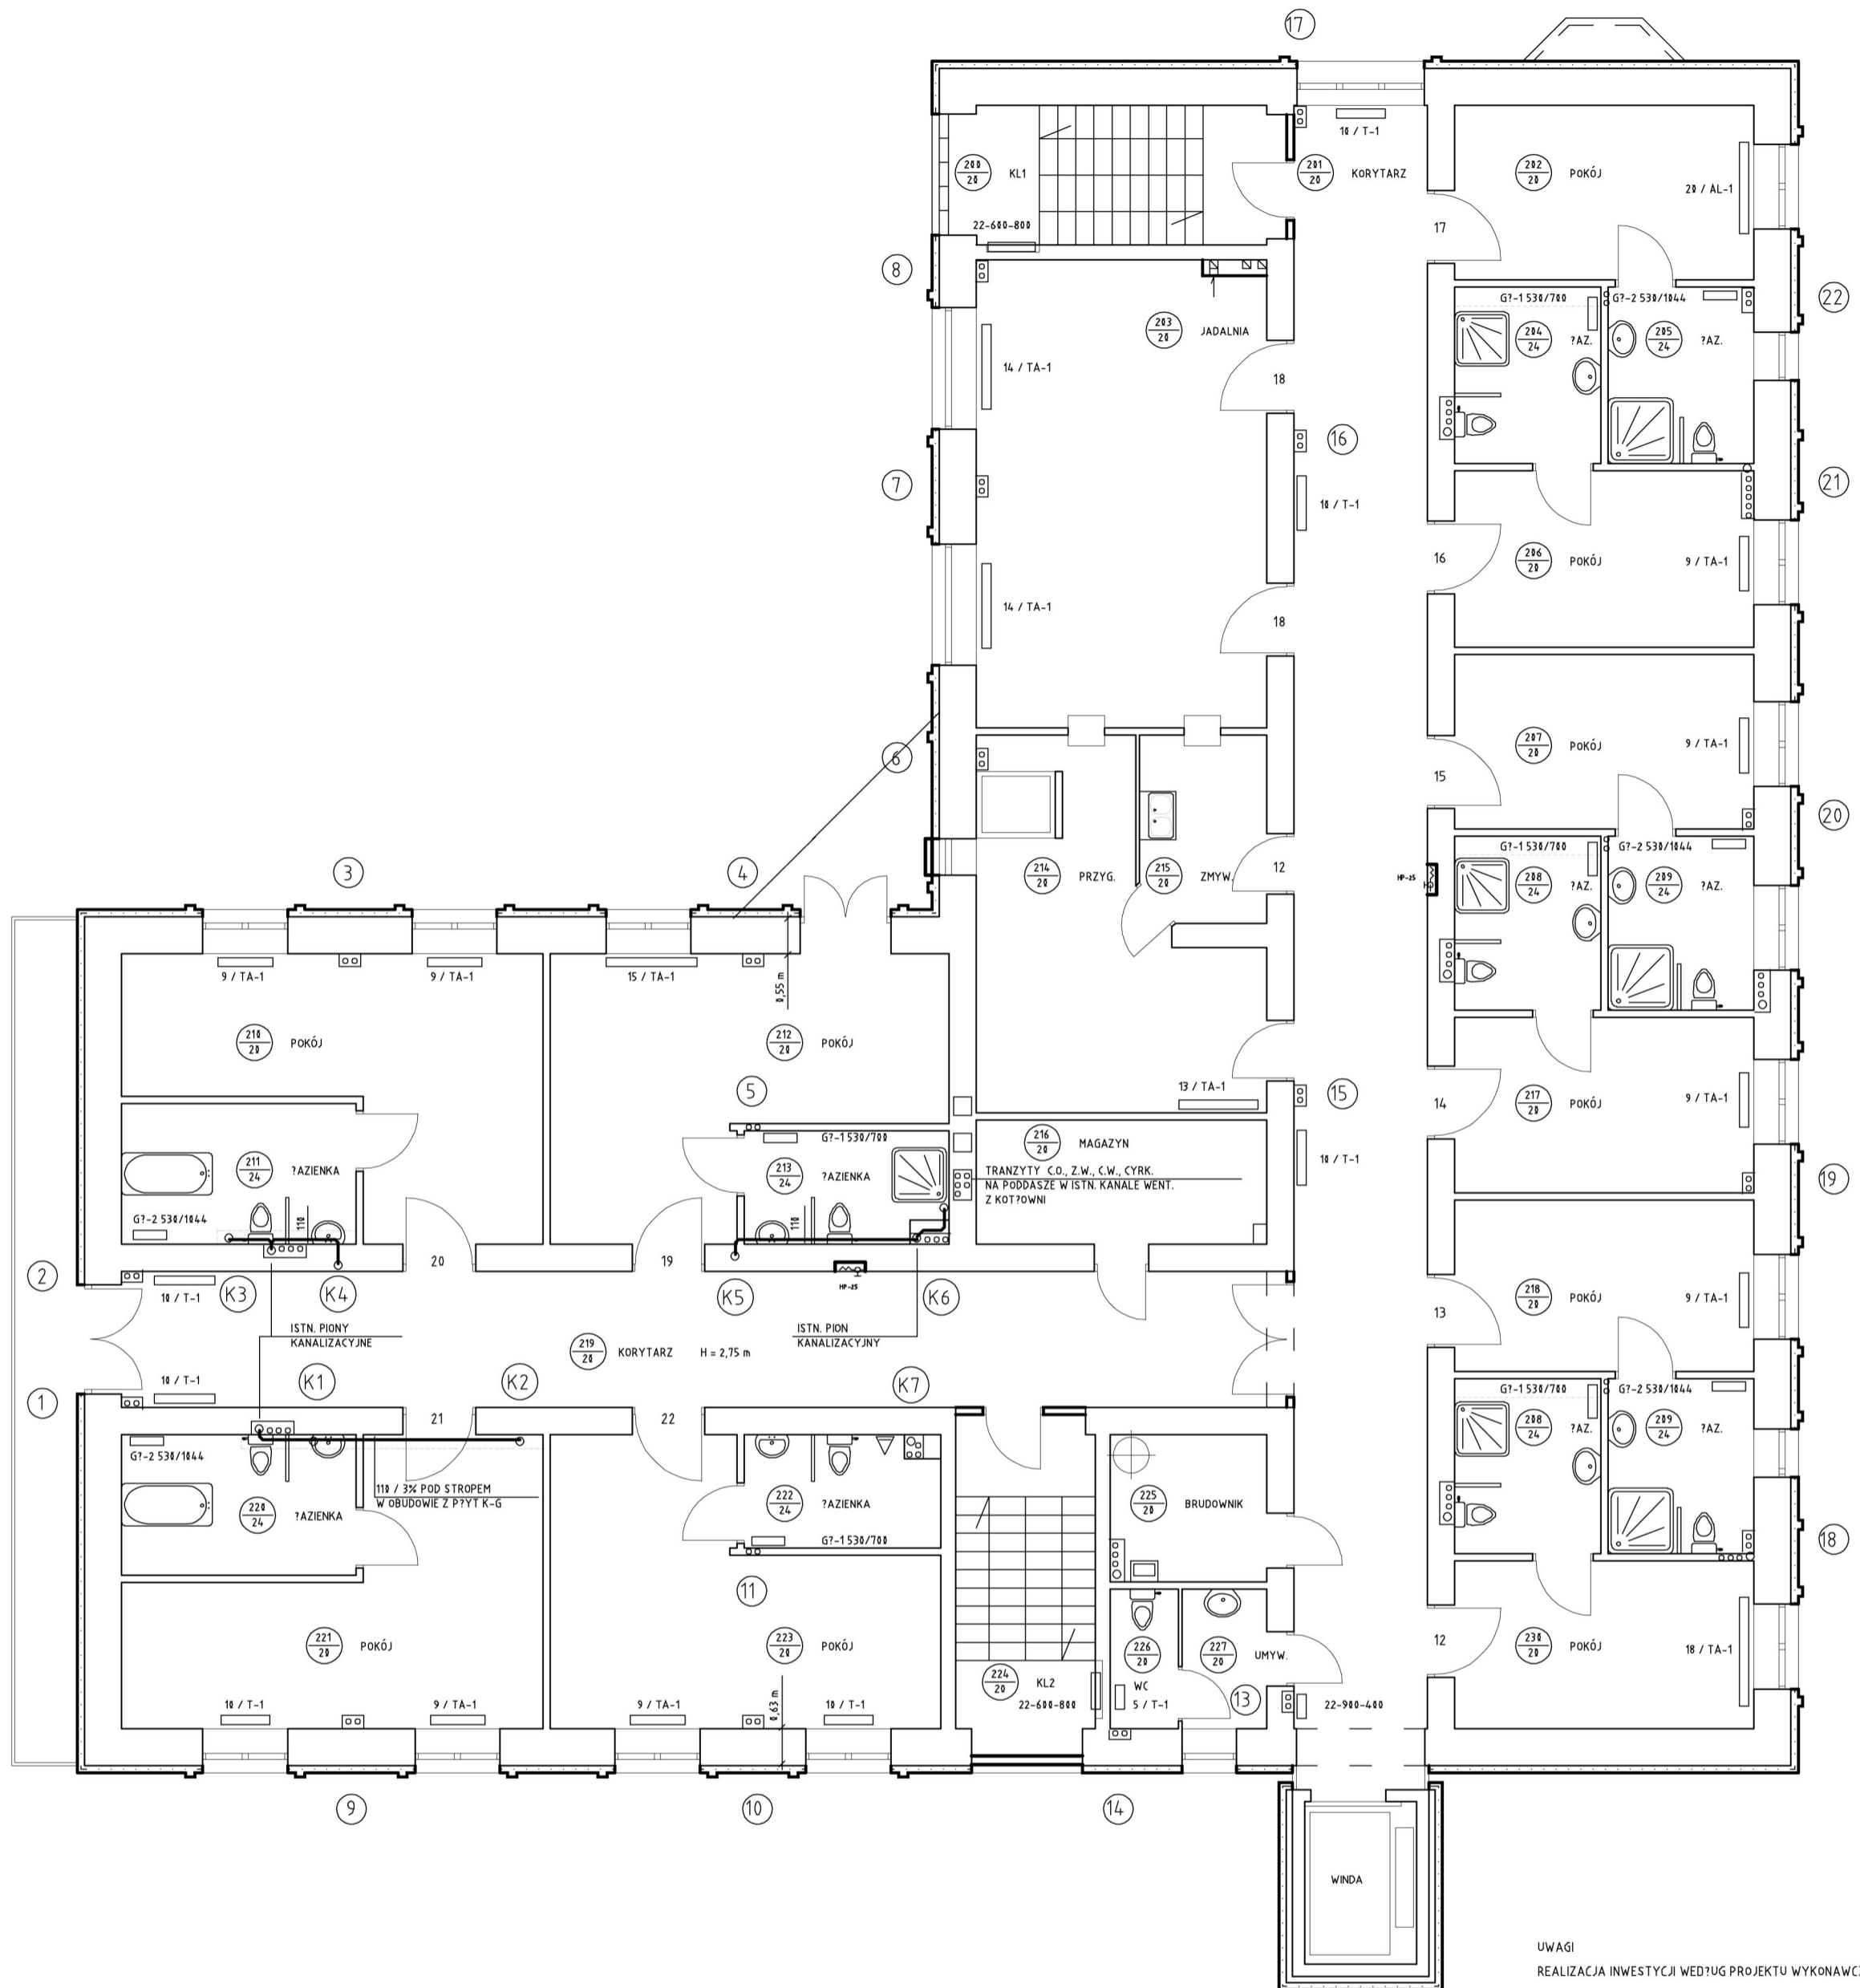 17
10 / T-1
200
20
KL1
201
20
KORYTARZ
202
20
POKÓJ
20 / AL-1
22-600-800
17
8
203
20
JADALNIA
G?-1 530/700
G?-2 530/1044
22
204
24
?AZ.
205
24
?AZ.
14 / TA-1
18
16
7
10 / T-1
21
16
206
20
POKÓJ
9 / TA-1
14 / TA-1
18
6
207
20
POKÓJ
9 / TA-1
15
20
3
4
214
20
PRZYG.
215
20
ZMYW.
12
HP-25
G?-1 530/700
G?-2 530/1044
208
24
?AZ.
209
24
?AZ.
9 / TA-1
9 / TA-1
15 / TA-1
0,55 m
210
20
POKÓJ
212
20
POKÓJ
5
13 / TA-1
15
14
217
20
POKÓJ
9 / TA-1
211
24
?AZIENKA
G?-1 530/700
213
24
?AZIENKA
216
20
MAGAZYN
TRANZYTY C.O., Z.W., C.W., CYRK.
NA PODDASZE W ISTN. KANALE WENT.
Z KOT?OWNI
10 / T-1
19
G?-2 530/1044
110
110
20
19
2
10 / T-1
K3
K4
K5
HP-25
K6
13
218
20
POKÓJ
9 / TA-1
ISTN. PIONY
KANALIZACYJNE
ISTN. PION
KANALIZACYJNY
219
20
KORYTARZ
H = 2,75 m
1
10 / T-1
K1
K2
K7
G?-1 530/700
G?-2 530/1044
21
22
208
24
?AZ.
209
24
?AZ.
G?-2 530/1044
110 / 3% POD STROPEM
W OBUDOWIE Z P?YT K-G
220
24
?AZIENKA
222
24
?AZIENKA
G?-1 530/700
225
20
BRUDOWNIK
18
11
221
20
POKÓJ
223
20
POKÓJ
226
20
WC
227
20
UMYW.
12
230
20
POKÓJ
18 / TA-1
224
20
KL2
22-600-800
5 / T-1
13
22-900-400
10 / T-1
9 / TA-1
9 / TA-1
0,63 m
10 / T-1
9
10
14
WINDA
UWAGI
REALIZACJA INWESTYCJI WED?UG PROJEKTU